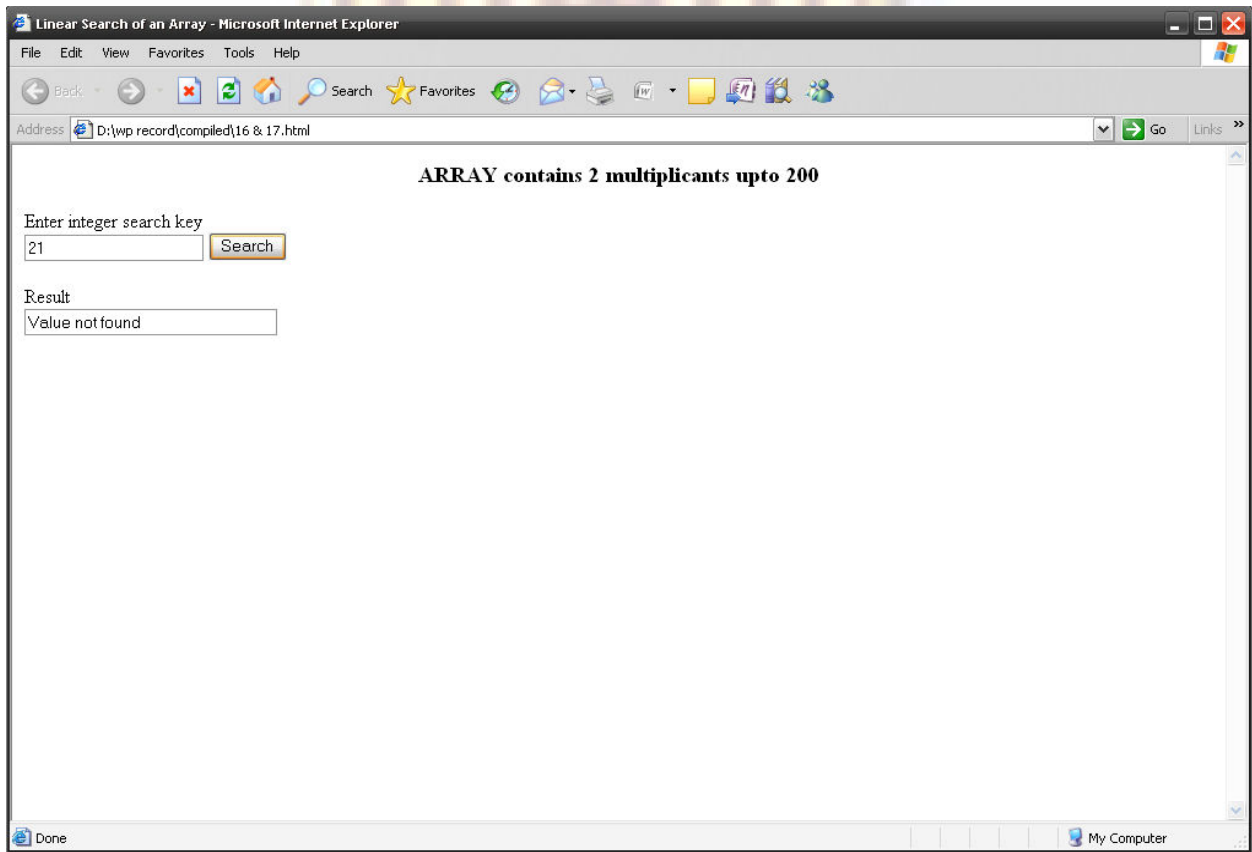 Linear Search of an Array - Microsoft Internet Explorer
File Edit View Favorites Tools Help
Back Search Favorites
Address D:\wp record\compiled\16 & 17.html Go Links »
ARRAY contains 2 multiplicants upto 200
Enter integer search key
21 Search
Result
Value not found
Done My Computer